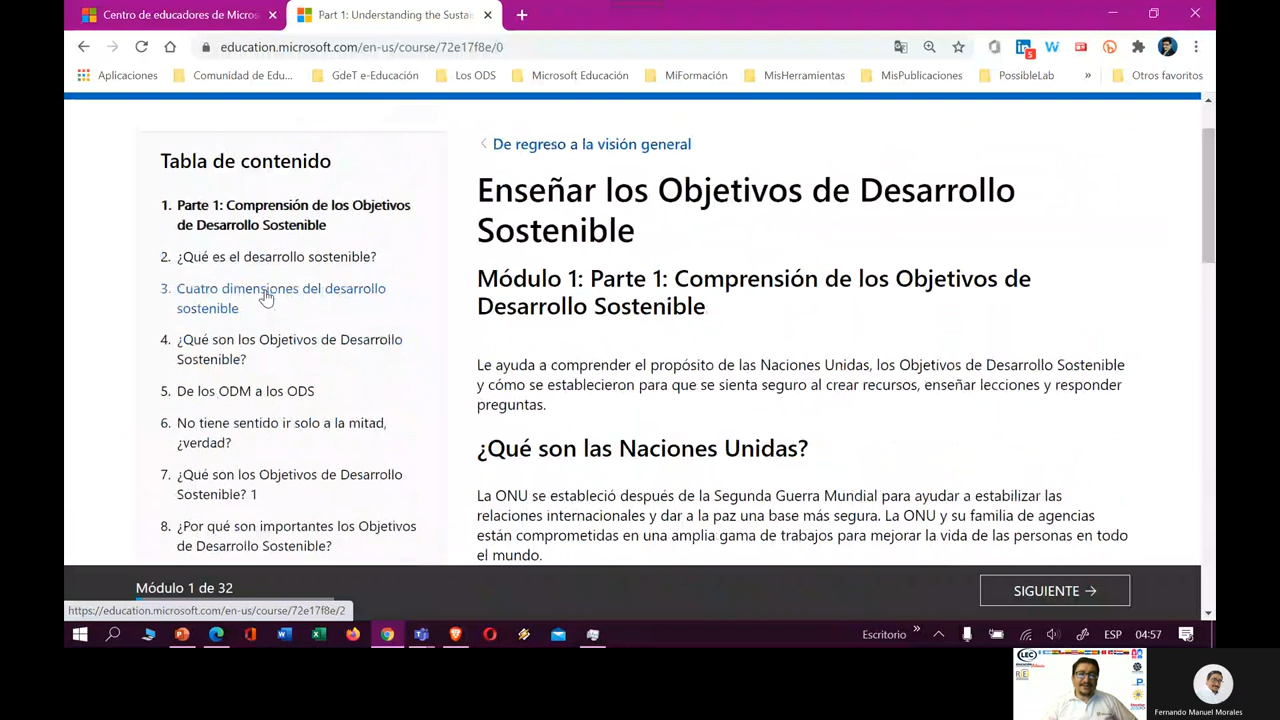 Centro de educadores de Micros
Part 1: Understanding the Sustai
education.microsoft.com/en-us/course/72e17f8e/0
5
Aplicaciones
Comunidad de Edu...
GdeT e-Educación
Los ODS
Microsoft Educación
MiFormación
MisHerramientas
MisPublicaciones
PossibleLab
»
Otros favoritos
Tabla de contenido
1. Parte 1: Comprensión de los Objetivos
de Desarrollo Sostenible
2. ¿Qué es el desarrollo sostenible?
3. Cuatro dimensiones del desarrollo
sostenible
4. ¿Qué son los Objetivos de Desarrollo
Sostenible?
5. De los ODM a los ODS
6. No tiene sentido ir solo a la mitad,
¿verdad?
7. ¿Qué son los Objetivos de Desarrollo
Sostenible? 1
8. ¿Por qué son importantes los Objetivos
de Desarrollo Sostenible?
De regreso a la visión general
Enseñar los Objetivos de Desarrollo
Sostenible
Módulo 1: Parte 1: Comprensión de los Objetivos de
Desarrollo Sostenible
Le ayuda a comprender el propósito de las Naciones Unidas, los Objetivos de Desarrollo Sostenible
y cómo se establecieron para que se sienta seguro al crear recursos, enseñar lecciones y responder
preguntas.
¿Qué son las Naciones Unidas?
La ONU se estableció después de la Segunda Guerra Mundial para ayudar a estabilizar las
relaciones internacionales y dar a la paz una base más segura. La ONU y su familia de agencias
están comprometidas en una amplia gama de trabajos para mejorar la vida de las personas en todo
el mundo.
Módulo 1 de 32
SIGUIENTE
https://education.microsoft.com/en-us/course/72e17f8e/2
Escritorio
»
ESP
04:57
LEC
Fernando Manuel Morales